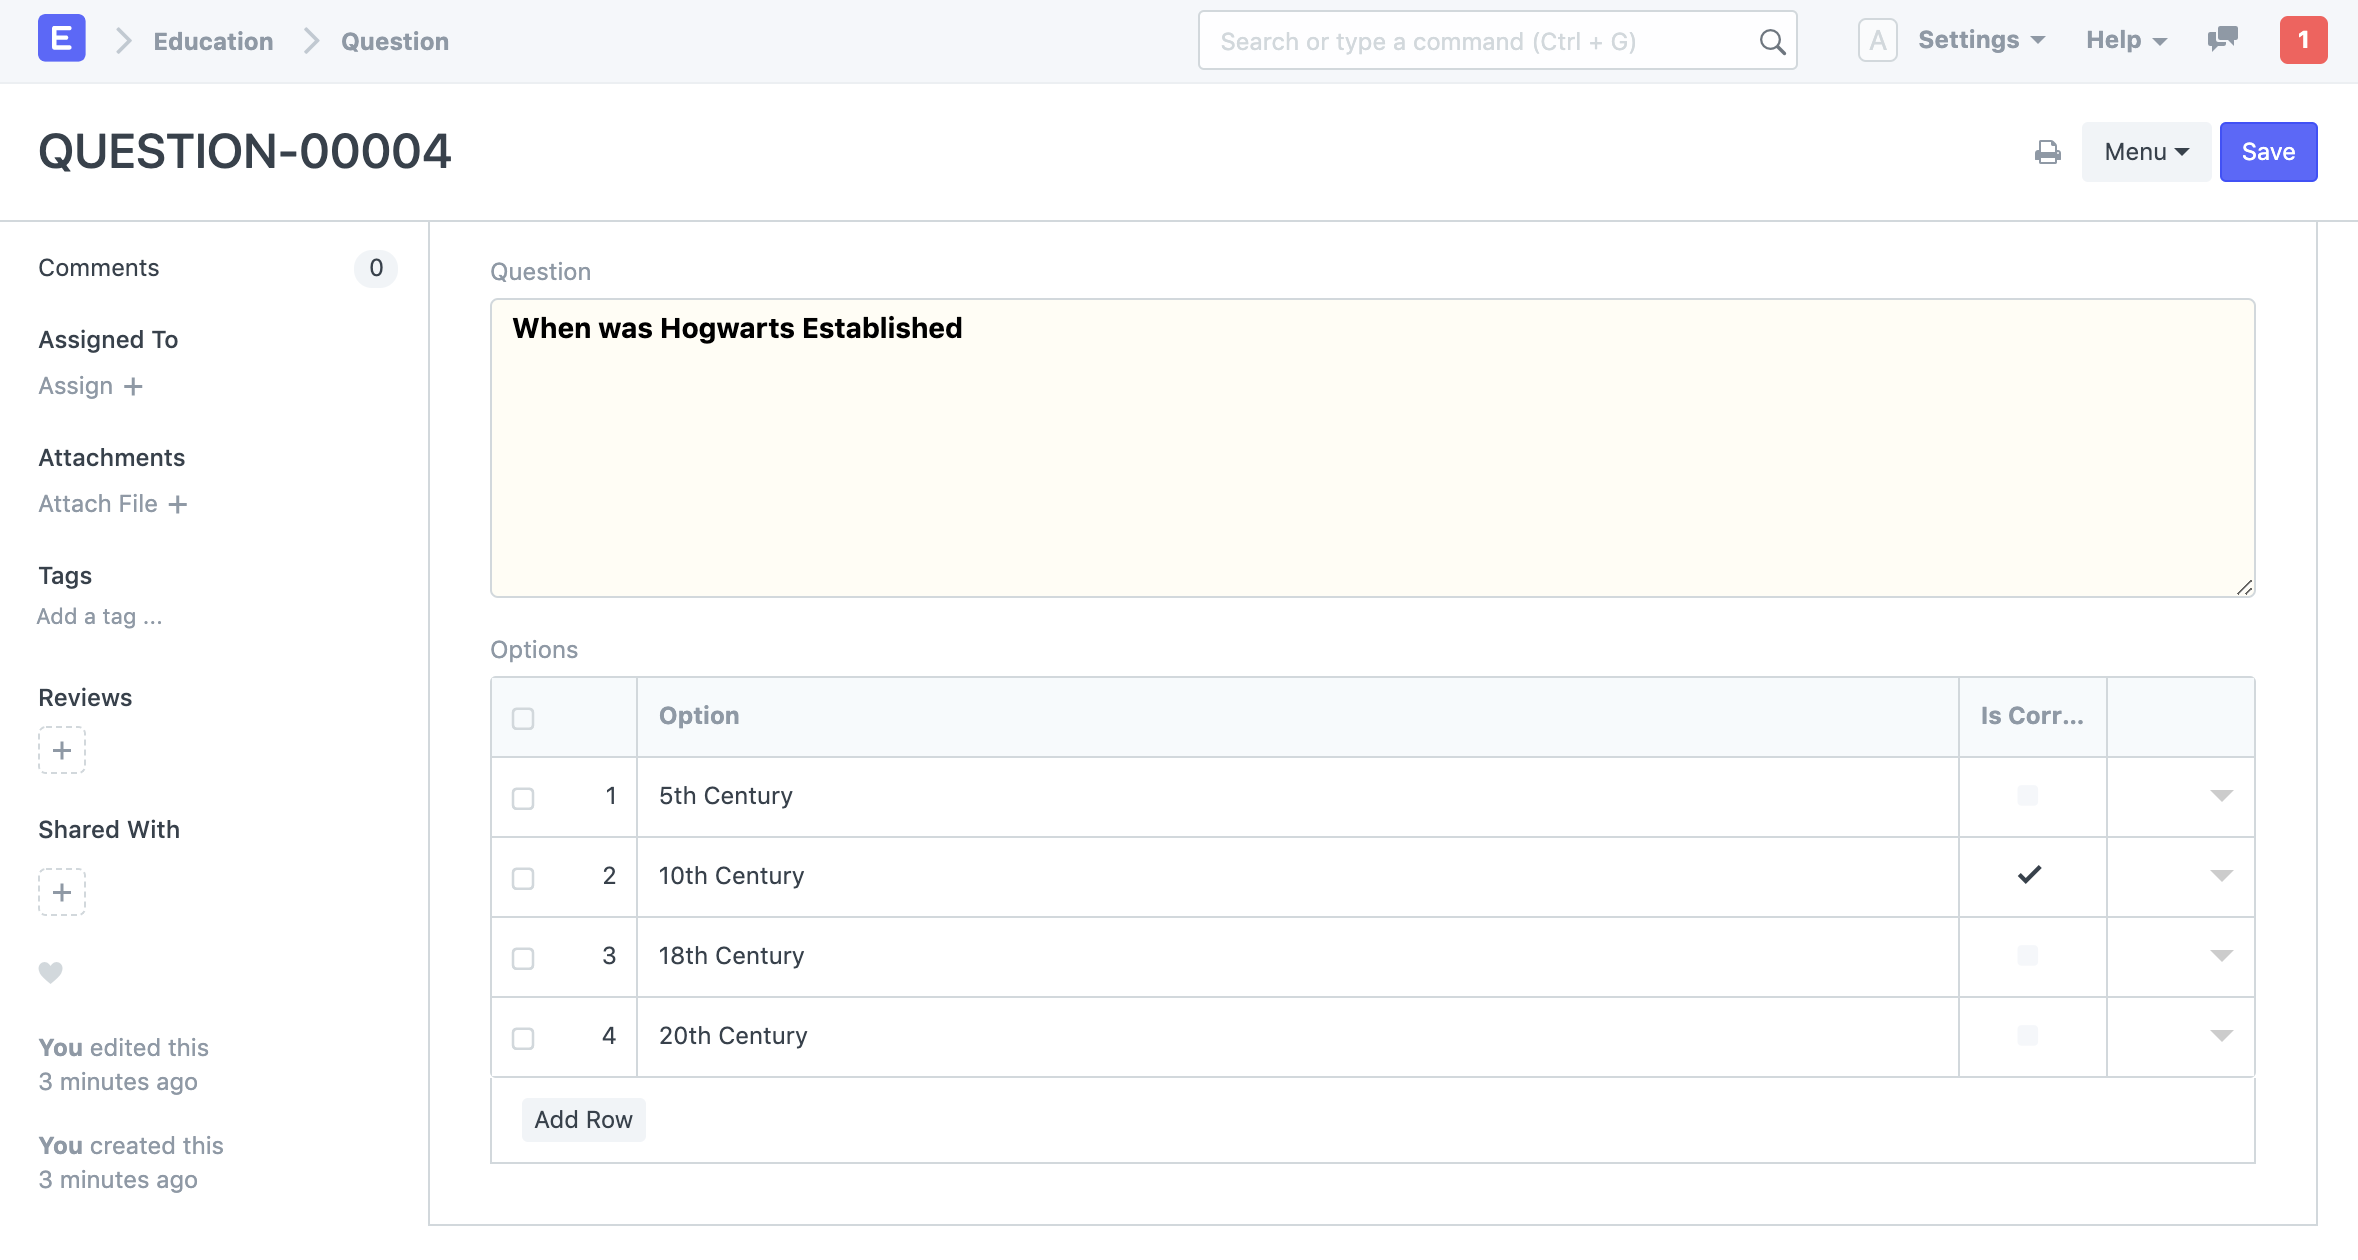 E Education Question Search or type a command (Ctrl + G) A Settings Help 1
QUESTION-00004 Menu Save
Comments 0
Assigned To
Assign +
Attachments
Attach File +
Tags
Add a tag ...
Reviews
+
Shared With
+
You edited this
3 minutes ago
You created this
3 minutes ago
Question
When was Hogwarts Established
Options
Option Is Corr...
1 5th Century
2 10th Century
3 18th Century
4 20th Century
Add Row